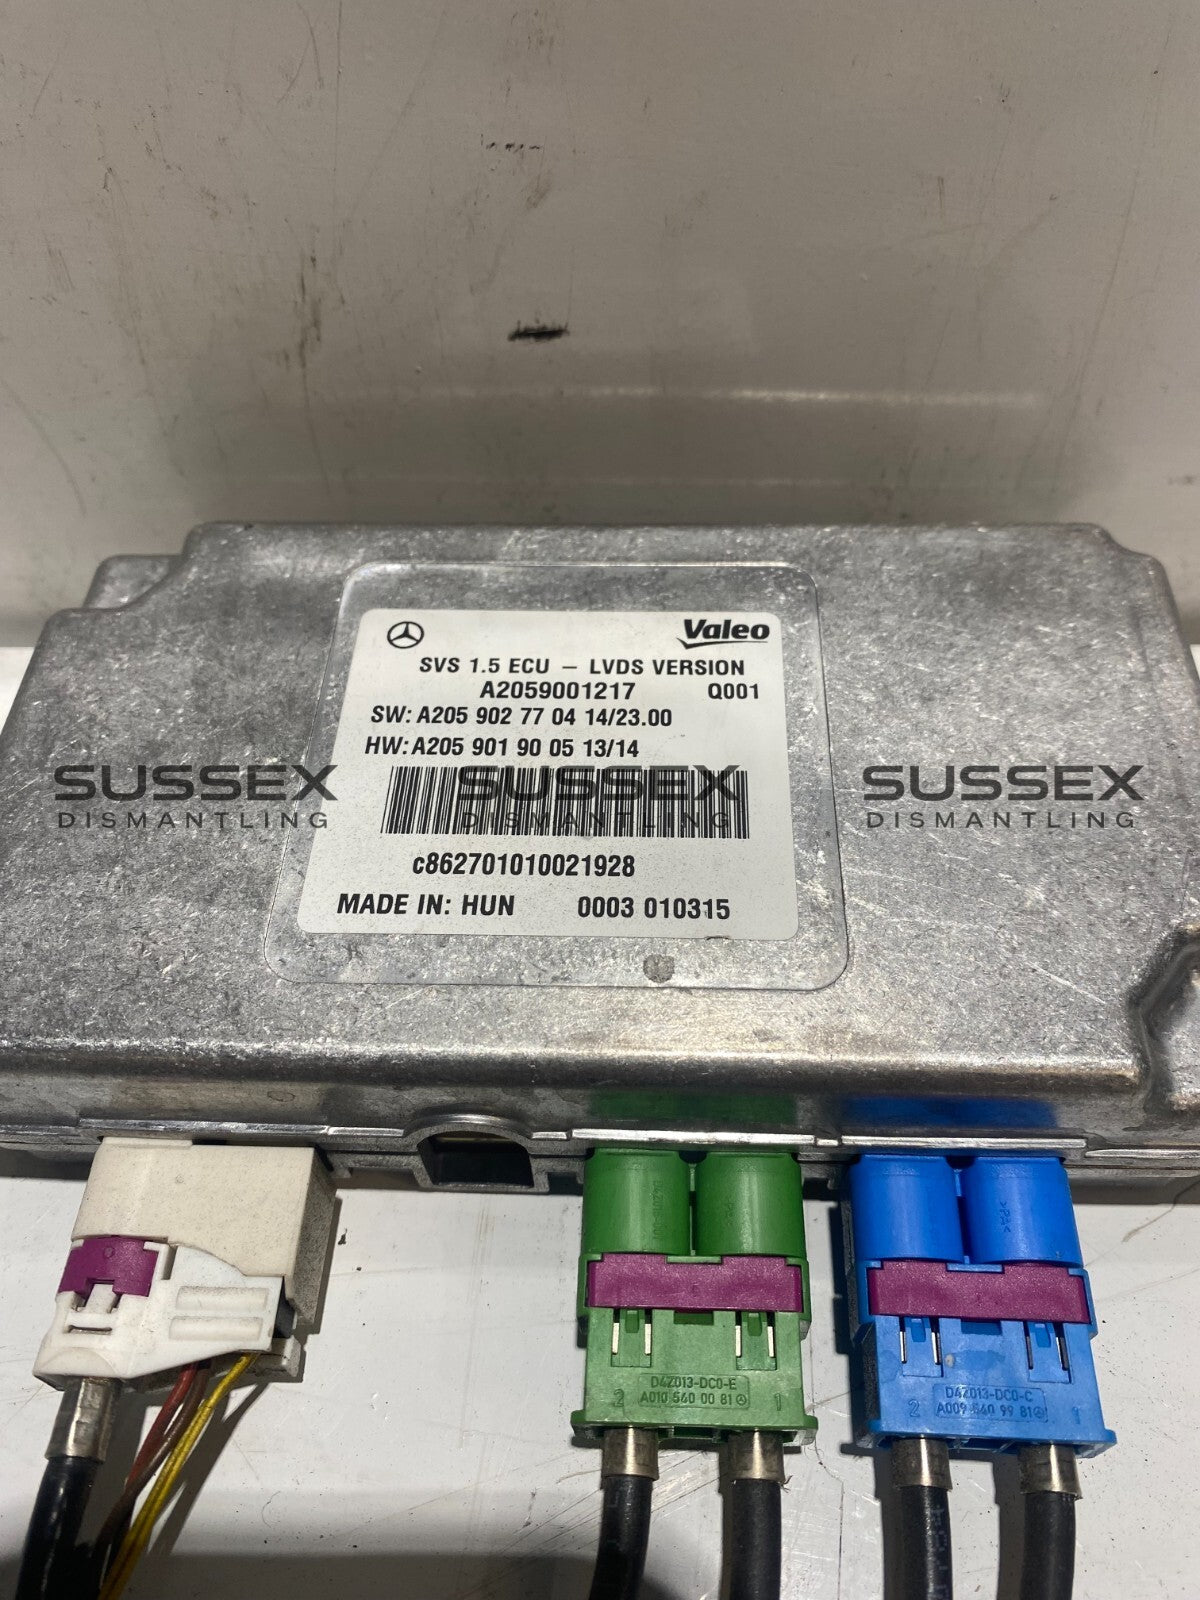 Valeo
SVS 1.5 ECU – LVDS VERSION
A2059001217 Q001
SW: A205 902 77 04 14/23.00
HW: A205 901 90 05 13/14
SUSSEX SUSSEX SUSSEX
DISMANTLING DISMANTLING DISMANTLING
c862701010021928
MADE IN: HUN 0003 010315
>PA<
D4Z013-DC0-E
2 A010 540 00 81 1
D4Z013-DC0-C
2 A009 540 99 81 1